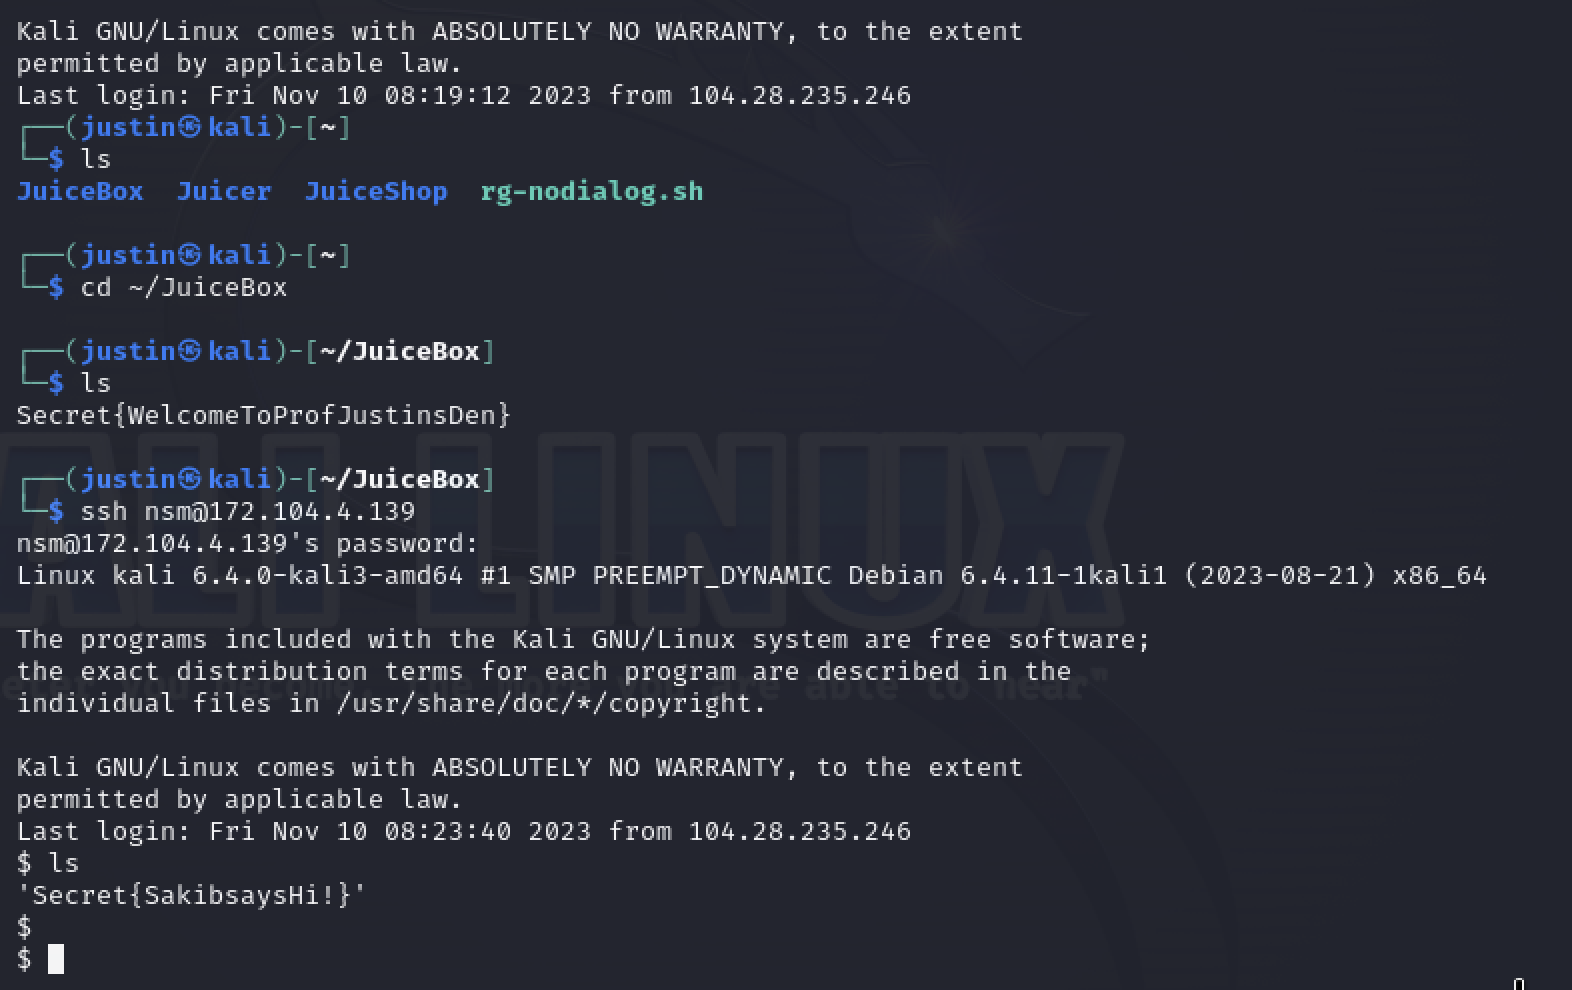 Kali GNU/Linux comes with ABSOLUTELY NO WARRANTY, to the extent
permitted by applicable law.
Last login: Fri Nov 10 08:19:12 2023 from 104.28.235.246
┌──(justin㉿kali)-[~]
└─$ ls
JuiceBox  Juicer  JuiceShop  rg-nodialog.sh
┌──(justin㉿kali)-[~]
└─$ cd ~/JuiceBox
┌──(justin㉿kali)-[~/JuiceBox]
└─$ ls
Secret{WelcomeToProfJustinsDen}
┌──(justin㉿kali)-[~/JuiceBox]
└─$ ssh nsm@172.104.4.139
nsm@172.104.4.139's password:
Linux kali 6.4.0-kali3-amd64 #1 SMP PREEMPT_DYNAMIC Debian 6.4.11-1kali1 (2023-08-21) x86_64
The programs included with the Kali GNU/Linux system are free software;
the exact distribution terms for each program are described in the
individual files in /usr/share/doc/*/copyright.
Kali GNU/Linux comes with ABSOLUTELY NO WARRANTY, to the extent
permitted by applicable law.
Last login: Fri Nov 10 08:23:40 2023 from 104.28.235.246
$ ls
'Secret{SakibsaysHi!}'
$
$
ALI LINUX
are able to hear"